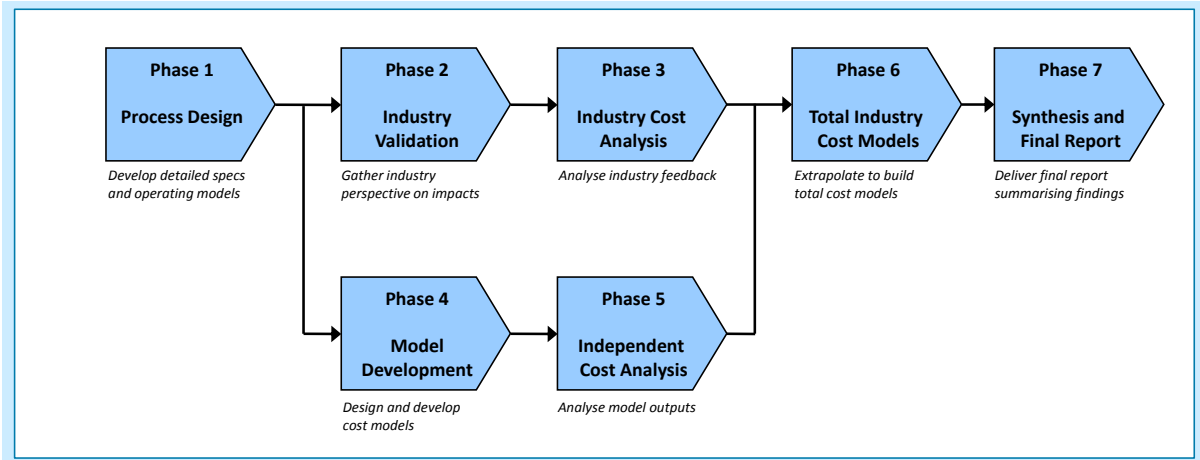 Phase 1
Process Design
Develop detailed specs
and operating models
Phase 2
Industry
Validation
Gather industry
perspective on impacts
Phase 3
Industry Cost
Analysis
Analyse industry feedback
Phase 6
Total Industry
Cost Models
Extrapolate to build
total cost models
Phase 7
Synthesis and
Final Report
Deliver final report
summarising findings
Phase 4
Model
Development
Design and develop
cost models
Phase 5
Independent
Cost Analysis
Analyse model outputs